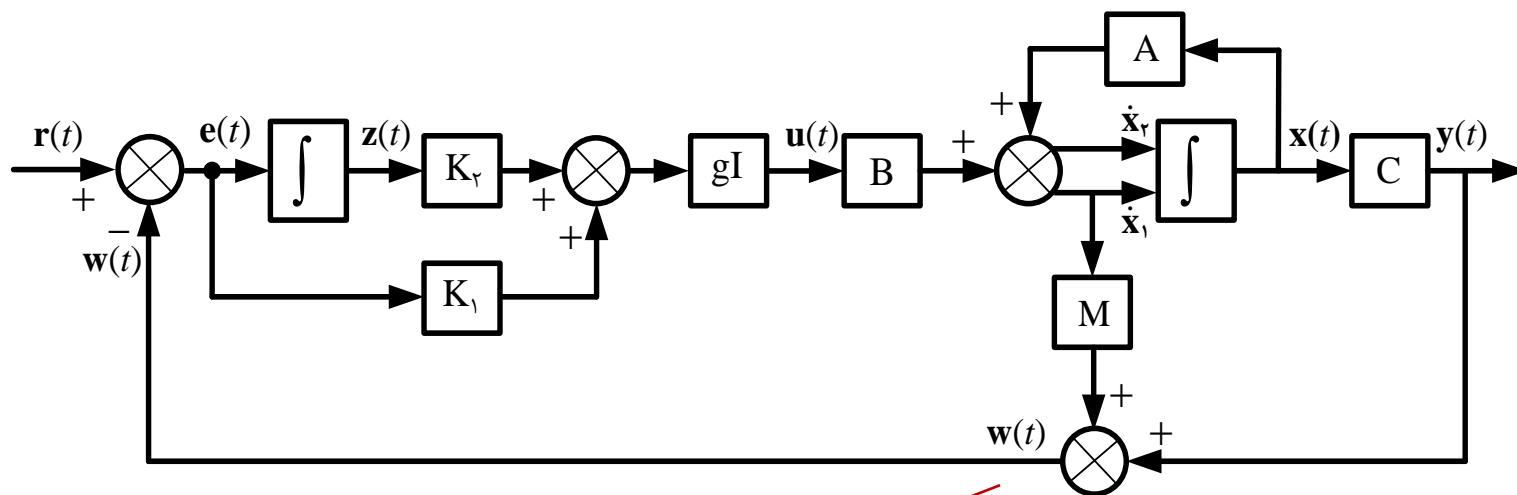 A
+
r(t)
+
e(t)
∫
z(t)
K۲
+
+
gI
u(t)
B
+
ẋ۲
∫
x(t)
C
y(t)
ẋ۱
−
w(t)
+
K۱
M
+
w(t)
+